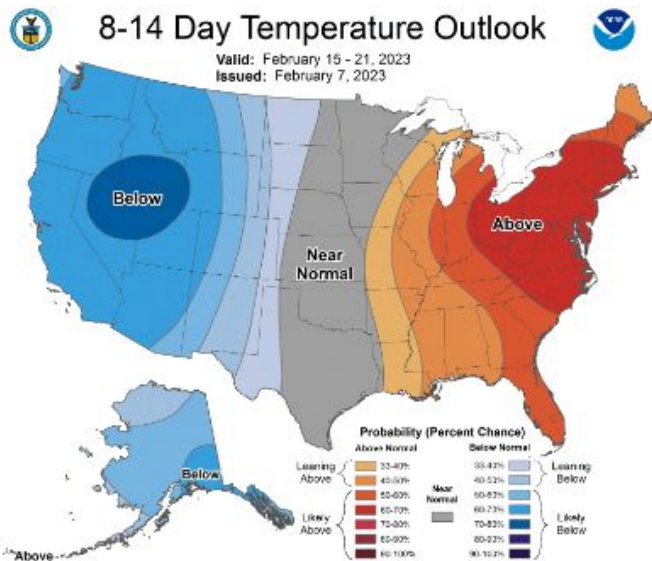 8-14 Day Temperature Outlook
Valid: February 15 - 21, 2023
Issued: February 7, 2023
Below
Near
Normal
Above
Below
Above
Probability (Percent Chance)
Above Normal
Below Normal
Leaning
Above
33-40%
40-50%
Likely
Above
50-60%
60-70%
70-80%
80-90%
90-100%
Near
Normal
33-40%
40-50%
Leaning
Below
50-60%
60-70%
70-80%
80-90%
90-100%
Likely
Below